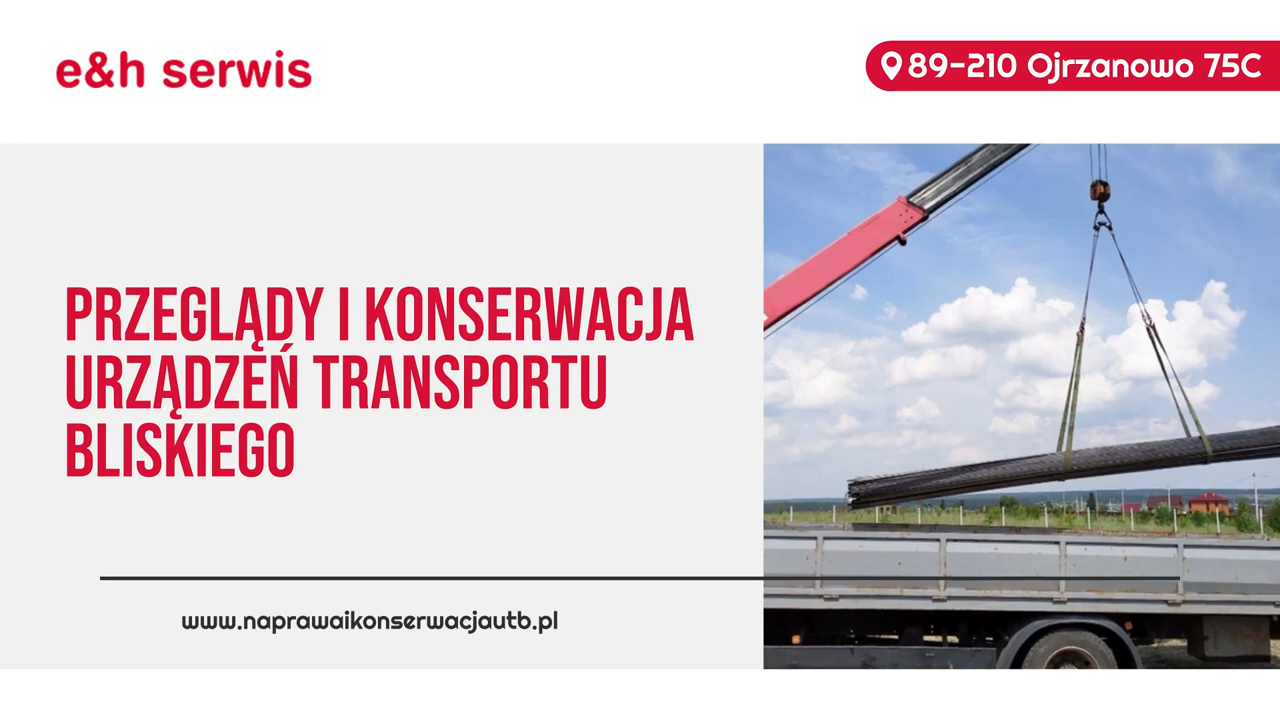 e&h serwis
89-210 Ojrzanowo 75C
PRZEGLĄDY I KONSERWACJA
URZĄDZEŃ TRANSPORTU
BLISKIEGO
www.naprawaikonserwacjautb.pl